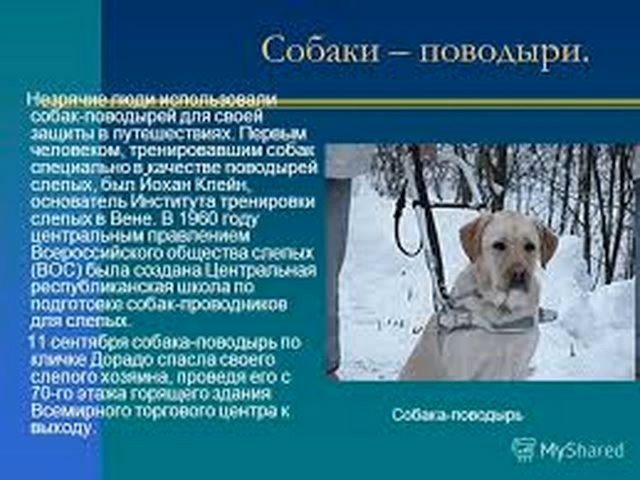 Собаки – поводыри.
Незрячие люди использовали
собак-поводырей для своей
защиты в путешествиях. Первым
человеком, тренировавшим собак
специально в качестве поводырей
слепых, был Йохан Клейн,
основатель Института тренировки
слепых в Вене. В 1960 году
центральным правлением
Всероссийского общества слепых
(ВОС) была создана Центральная
республиканская школа по
подготовке собак-проводников
для слепых.
11 сентября собака-поводырь по
кличке Дорадо спасла своего
слепого хозяина, проведя его с
70-го этажа горящего здания
Всемирного торгового центра к
выходу.
Собака-поводырь
MyShared